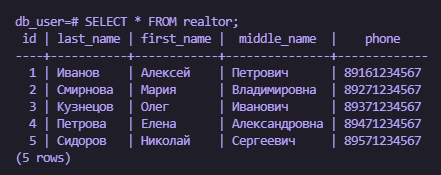 db_user=# SELECT * FROM realtor;
 id | last_name | first_name |  middle_name  |    phone
----+-----------+------------+---------------+-------------
  1 | Иванов    | Алексей    | Петрович      | 89161234567
  2 | Смирнова  | Мария      | Владимировна  | 89271234567
  3 | Кузнецов  | Олег       | Иванович      | 89371234567
  4 | Петрова   | Елена      | Александровна | 89471234567
  5 | Сидоров   | Николай    | Сергеевич     | 89571234567
(5 rows)